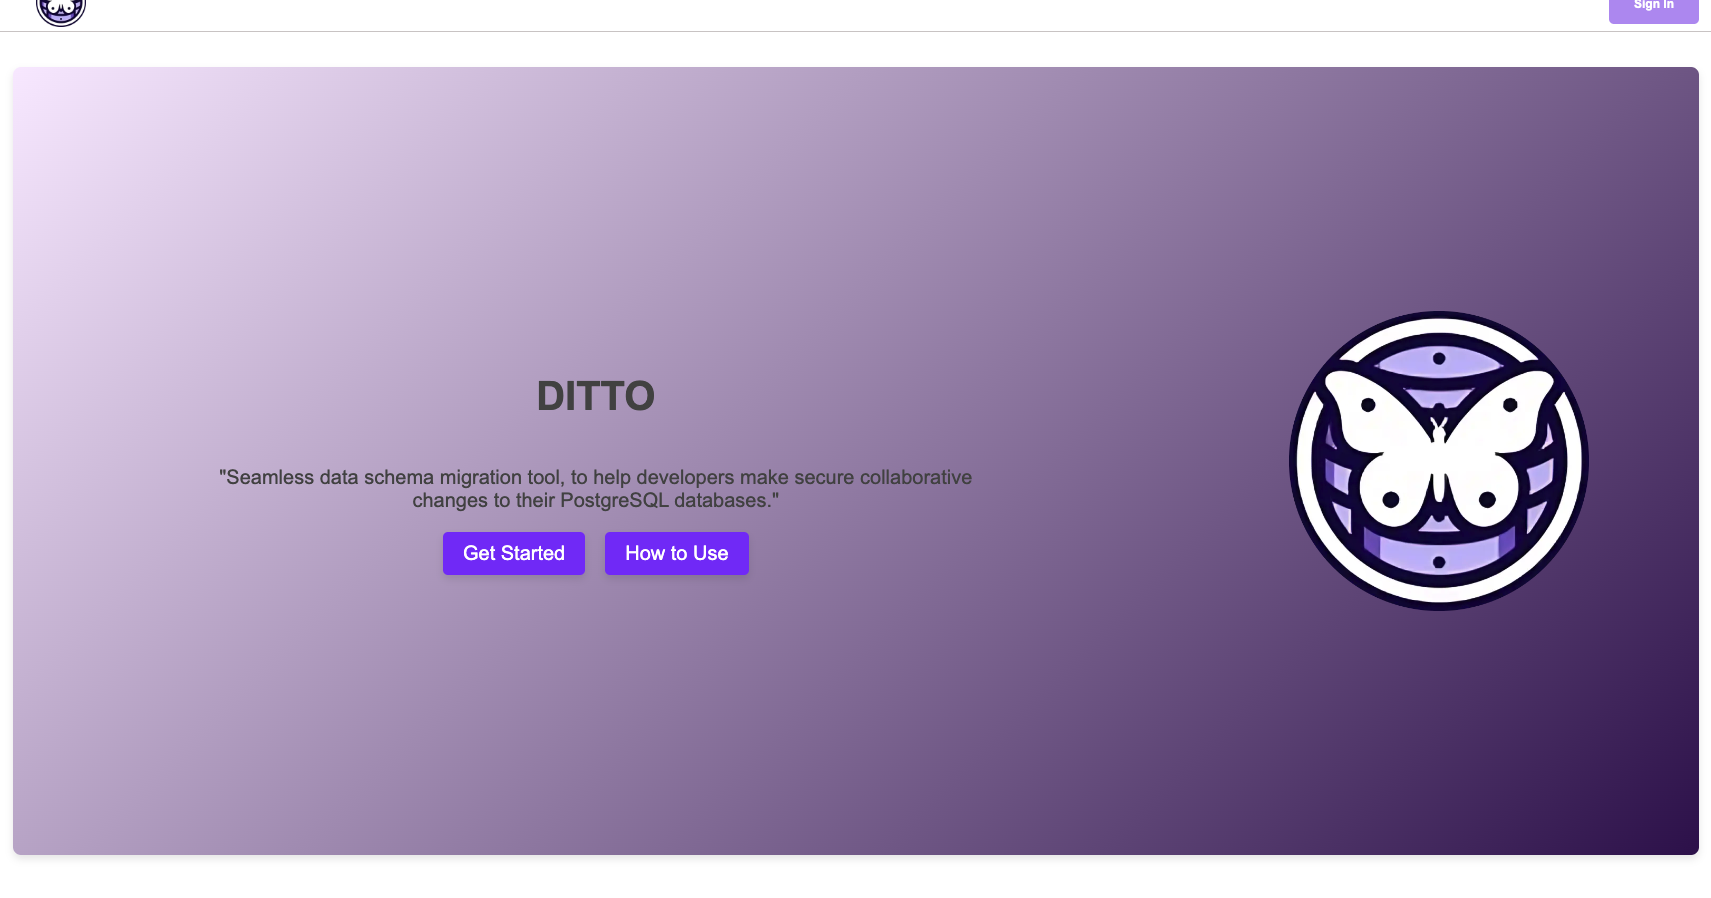 Sign In
DITTO
"Seamless data schema migration tool, to help developers make secure collaborative
changes to their PostgreSQL databases."
Get Started
How to Use